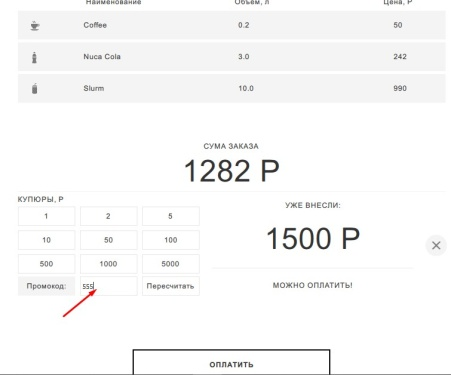 Наименование Объем, л Цена, Р
Coffee 0.2 50
Nuca Cola 3.0 242
Slurm 10.0 990
СУМА ЗАКАЗА
1282 Р
КУПЮРЫ, Р
УЖЕ ВНЕСЛИ:
1 2 5
10 50 100
1500 Р
500 1000 5000
Промокод: sss Пересчитать
МОЖНО ОПЛАТИТЬ!
ОПЛАТИТЬ